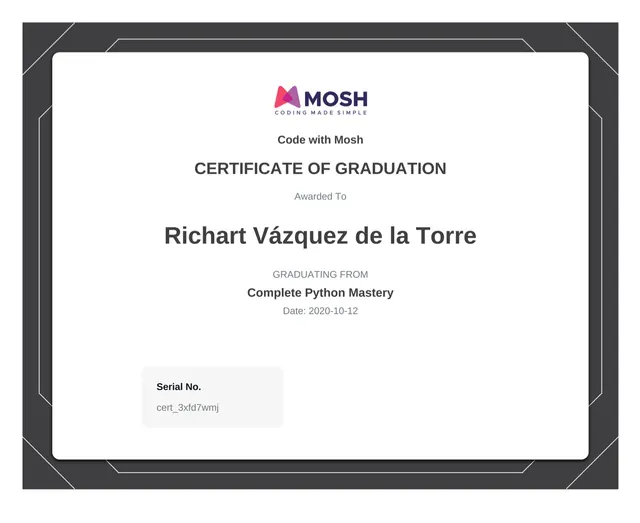 MOSH
CODING MADE SIMPLE
Code with Mosh
CERTIFICATE OF GRADUATION
Awarded To
Richart Vázquez de la Torre
GRADUATING FROM
Complete Python Mastery
Date: 2020-10-12
Serial No.
cert_3xfd7wmj